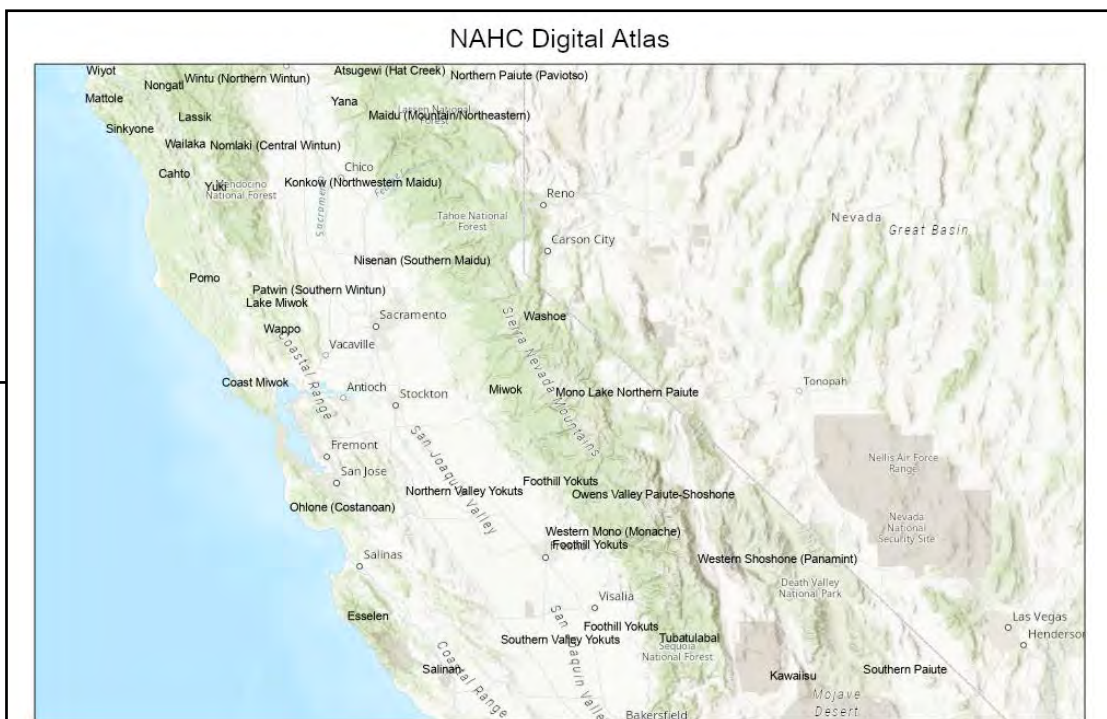 NAHC Digital Atlas
Wiyot
Wintu (Northern Wintun)
Atsugewi (Hat Creek)
Northern Paiute (Paviotso)
Nongatl
Mattole
Yana
Lassen National
Forest
Maidu (Mountain/Northeastern)
Lassik
Sinkyone
Wailaka
Nomlaki (Central Wintun)
Chico
Cahto
Yuki
Mendocino
National Forest
Konkow (Northwestern Maidu)
Sacramento
Reno
Tahoe National
Forest
Nevada
Great Basin
Carson City
Nisenan (Southern Maidu)
Pomo
Patwin (Southern Wintun)
Lake Miwok
Sacramento
Washoe
Wappo
Vacaville
Coastal Range
Sierra Nevada Mountains
Coast Miwok
Antioch
Stockton
Miwok
Mono Lake Northern Paiute
Tonopah
San Joaquin Valley
Fremont
San Jose
Nellis Air Force
Range
Northern Valley Yokuts
Foothill Yokuts
Owens Valley Paiute-Shoshone
Ohlone (Costanoan)
Nevada
National
Security Site
Western Mono (Monache)
Foothill Yokuts
Salinas
Western Shoshone (Panamint)
Death Valley
National Park
Visalia
Esselen
Las Vegas
Henderson
Foothill Yokuts
Southern Valley Yokuts
Tubatulabal
Sequoia
National Forest
Coastal Range
San Joaquin Valley
Salinan
Kawaiisu
Southern Paiute
Mojave
Desert
Bakersfield